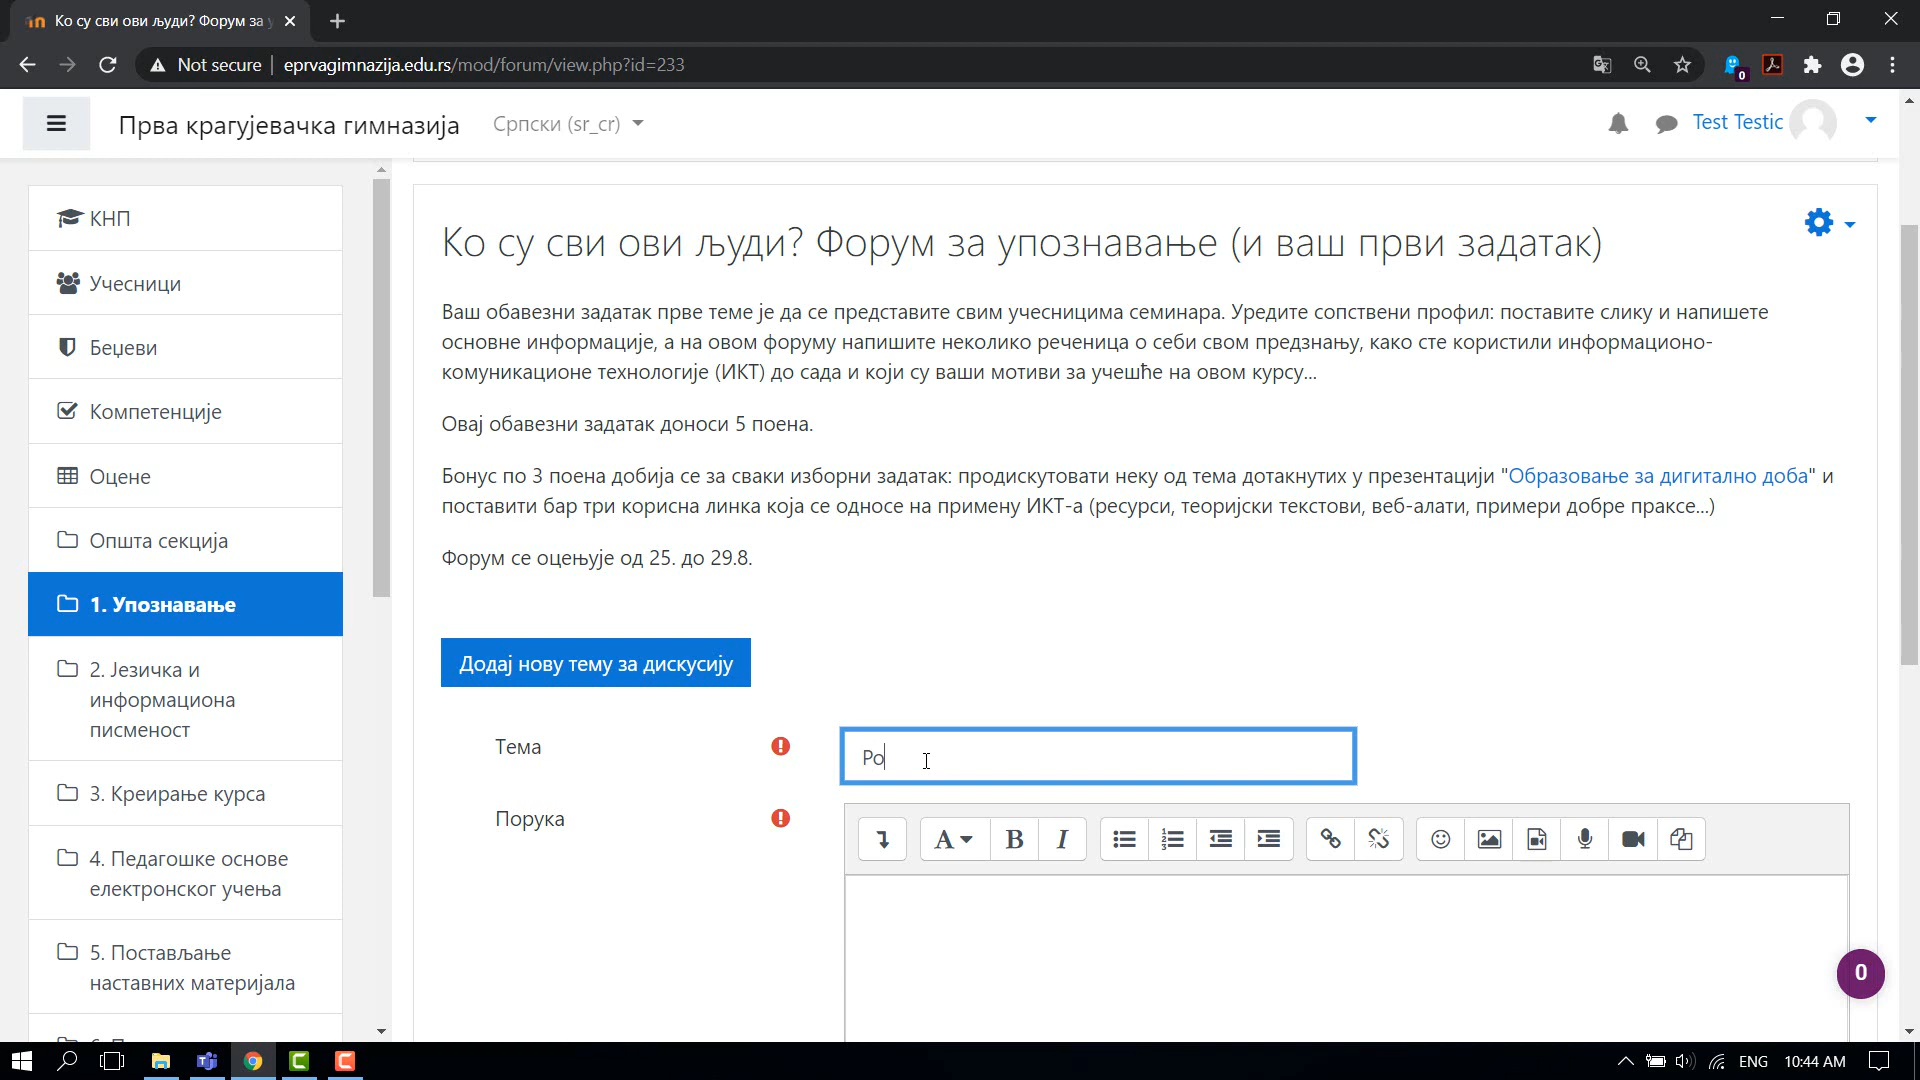 Ко су сви ови људи? Форум за у
Not secure
eprvagimnazija.edu.rs/mod/forum/view.php?id=233
0
Прва крагујевачка гимназија
Српски (sr_cr)
Test Testic
КНП
Учесници
Беџеви
Компетенције
Оцене
Општа секција
1. Упознавање
2. Језичка и
информациона
писменост
3. Креирање курса
4. Педагошке основе
електронског учења
5. Постављање
наставних материјала
Ко су сви ови људи? Форум за упознавање (и ваш први задатак)
Ваш обавезни задатак прве теме је да се представите свим учесницима семинара. Уредите сопствени профил: поставите слику и напишете
основне информације, а на овом форуму напишите неколико реченица о себи свом предзнању, како сте користили информационо-
комуникационе технологије (ИКТ) до сада и који су ваши мотиви за учешће на овом курсу...
Овај обавезни задатак доноси 5 поена.
Бонус по 3 поена добија се за сваки изборни задатак: продискутовати неку од тема дотакнутих у презентацији "Образовање за дигитално доба" и
поставити бар три корисна линка која се односе на примену ИКТ-а (ресурси, теоријски текстови, веб-алати, примери добре праксе...)
Форум се оцењује од 25. до 29.8.
Додај нову тему за дискусију
Тема
Po
Порука
A
B
I
0
ENG
10:44 AM